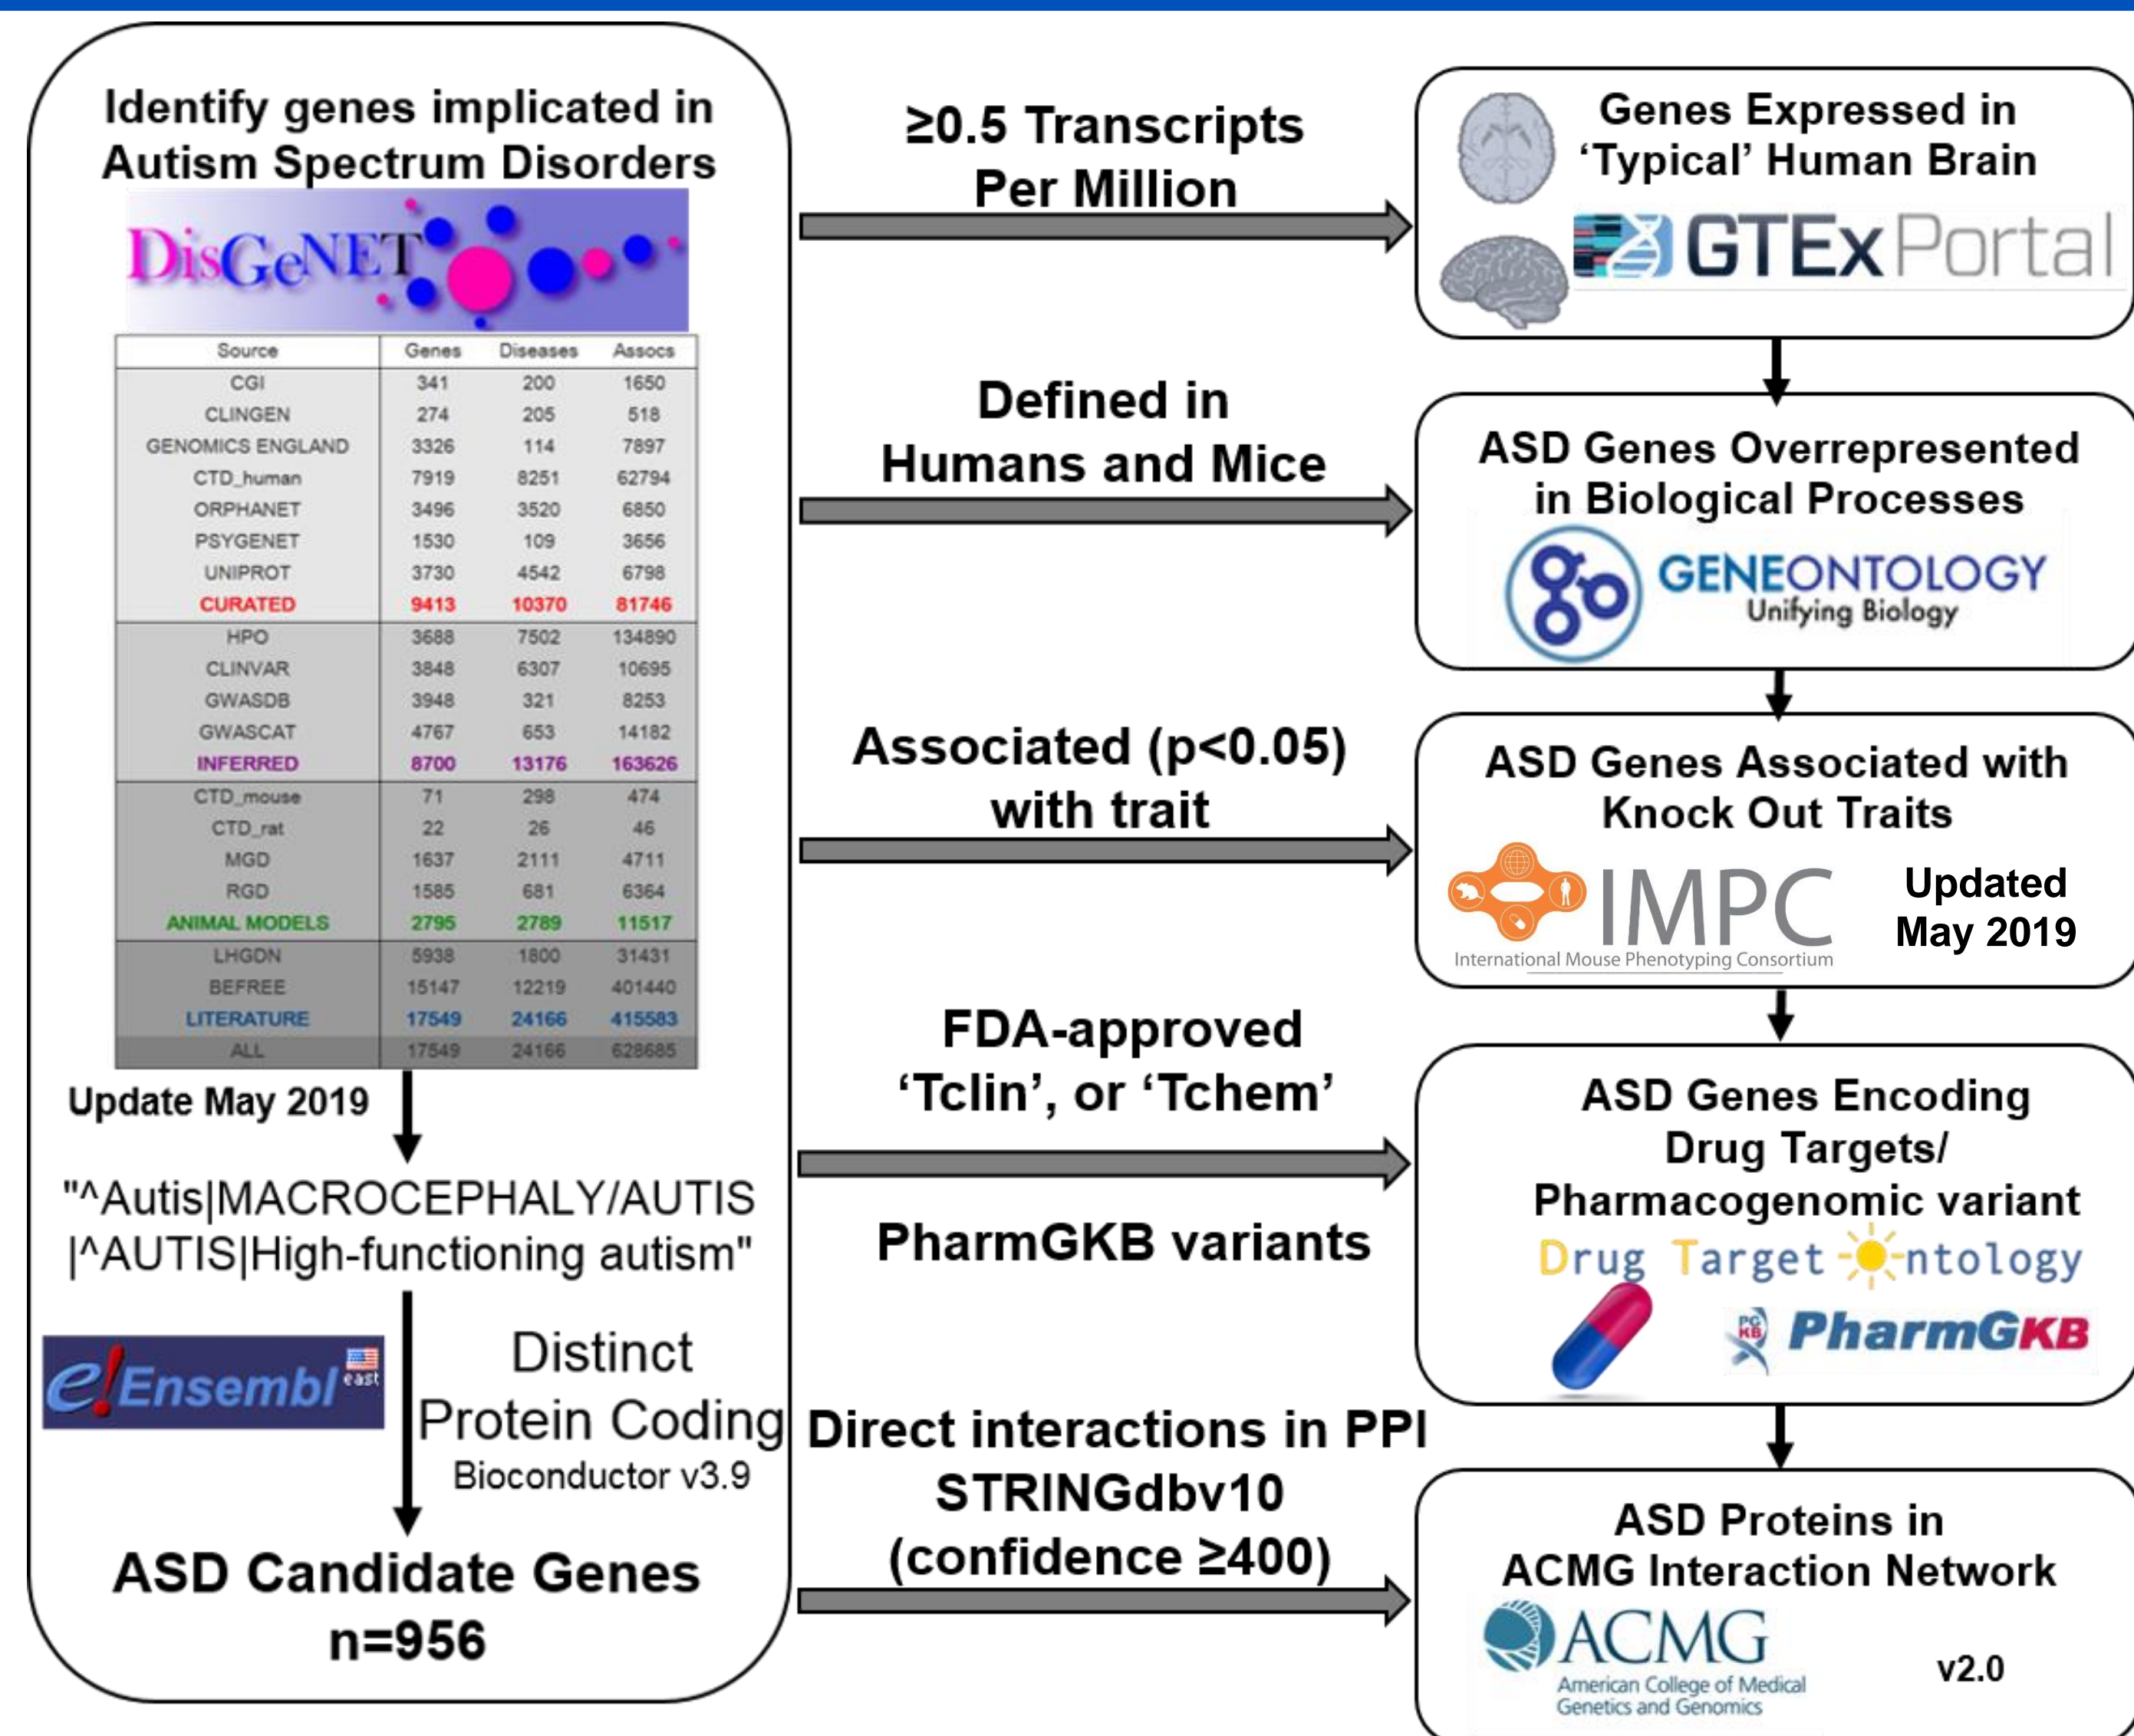 Identify genes implicated in
Autism Spectrum Disorders
DisGeNET
Source Genes Diseases Assocs
CGI 341 200 1650
CLINGEN 274 205 518
GENOMICS ENGLAND 3326 114 7897
CTD_human 7919 8251 62794
ORPHANET 3496 3520 6850
PSYGENET 1530 109 3656
UNIPROT 3730 4542 6798
CURATED 9413 10370 81746
HPO 3688 7502 134890
CLINVAR 3848 6307 10695
GWASDB 3948 321 8253
GWASCAT 4767 653 14182
INFERRED 8700 13176 163626
CTD_mouse 71 298 474
CTD_rat 22 26 46
MGD 1637 2111 4711
RGD 1585 681 6364
ANIMAL MODELS 2795 2789 11517
LHGDN 5938 1800 31431
BEFREE 15147 12219 401440
LITERATURE 17549 24166 415583
ALL 17549 24166 628685
Update May 2019
"^Autis|MACROCEPHALY/AUTIS
|^AUTIS|High-functioning autism"
e!Ensembl east
Distinct
Protein Coding
Bioconductor v3.9
ASD Candidate Genes
n=956
≥0.5 Transcripts
Per Million
Defined in
Humans and Mice
Associated (p<0.05)
with trait
FDA-approved
‘Tclin’, or ‘Tchem’
PharmGKB variants
Direct interactions in PPI
STRINGdbv10
(confidence ≥400)
Genes Expressed in
‘Typical’ Human Brain
GTEx Portal
ASD Genes Overrepresented
in Biological Processes
GENEONTOLOGY
Unifying Biology
ASD Genes Associated with
Knock Out Traits
IMPC
International Mouse Phenotyping Consortium
Updated
May 2019
ASD Genes Encoding
Drug Targets/
Pharmacogenomic variant
Drug Target ntology
PG
KB
PharmGKB
ASD Proteins in
ACMG Interaction Network
ACMG
American College of Medical
Genetics and Genomics
v2.0